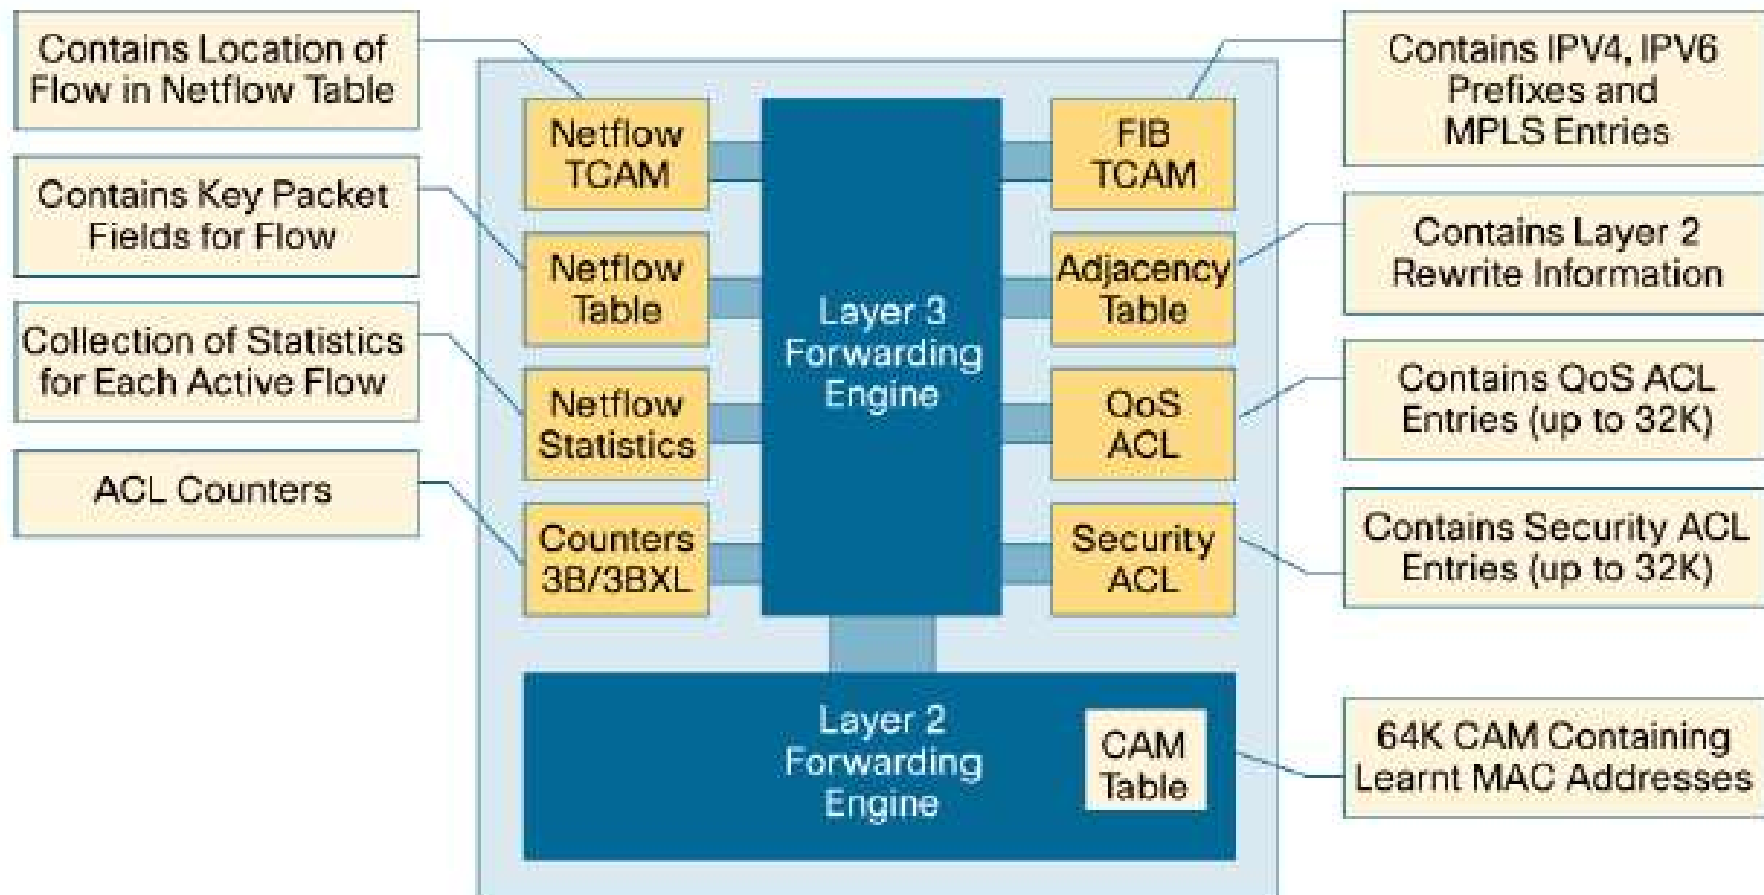 Contains Location of
Flow in Netflow Table
Contains Key Packet
Fields for Flow
Collection of Statistics
for Each Active Flow
ACL Counters
Netflow
TCAM
Netflow
Table
Netflow
Statistics
Counters
3B/3BXL
Layer 3
Forwarding
Engine
FIB
TCAM
Adjacency
Table
QoS
ACL
Security
ACL
Contains IPV4, IPV6
Prefixes and
MPLS Entries
Contains Layer 2
Rewrite Information
Contains QoS ACL
Entries (up to 32K)
Contains Security ACL
Entries (up to 32K)
Layer 2
Forwarding
Engine
CAM
Table
64K CAM Containing
Learnt MAC Addresses